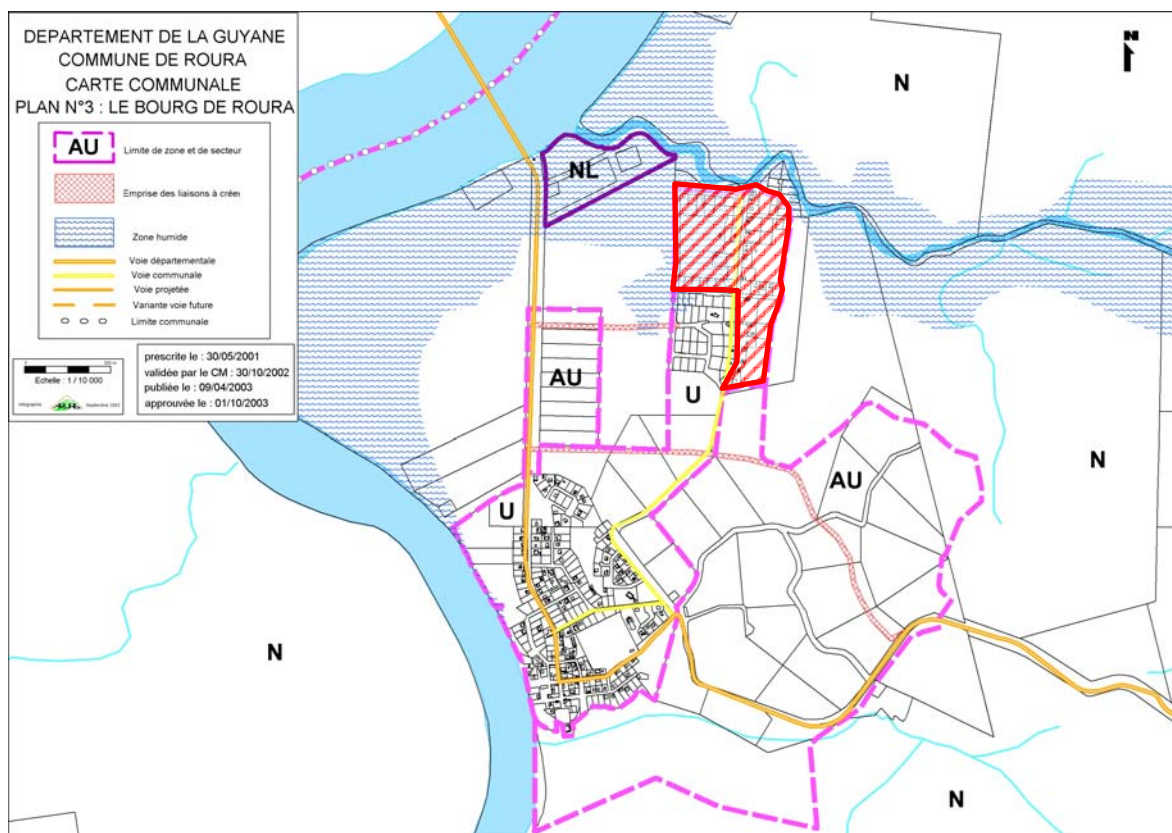 DEPARTEMENT DE LA GUYANE
COMMUNE DE ROURA
CARTE COMMUNALE
PLAN N°3 : LE BOURG DE ROURA
AU Limite de zone et de secteur
Emprise des liaisons à créer
Zone humide
Voie départementale
Voie communale
Voie projetée
Variante voie future
Limite communale
Echelle : 1 / 10 000
prescrite le : 30/05/2001
validée par le CM : 30/10/2002
publiée le : 09/04/2003
approuvée le : 01/10/2003
N
N
NL
AU
U
AU
N
U
N
N